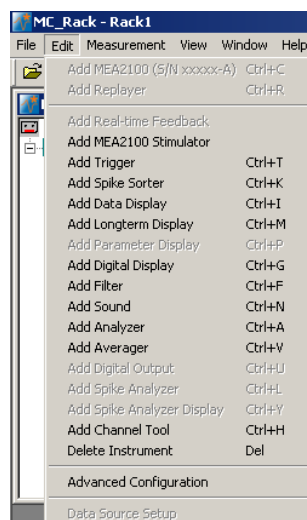 MC_Rack - Rack1
File Edit Measurement View Window Help
Add MEA2100 (S/N xxxxx-A) Ctrl+C
Add Replayer Ctrl+R
Add Real-time Feedback
Add MEA2100 Stimulator
Add Trigger Ctrl+T
Add Spike Sorter Ctrl+K
Add Data Display Ctrl+I
Add Longterm Display Ctrl+M
Add Parameter Display Ctrl+P
Add Digital Display Ctrl+G
Add Filter Ctrl+F
Add Sound Ctrl+N
Add Analyzer Ctrl+A
Add Averager Ctrl+V
Add Digital Output Ctrl+U
Add Spike Analyzer Ctrl+L
Add Spike Analyzer Display Ctrl+Y
Add Channel Tool Ctrl+H
Delete Instrument Del
Advanced Configuration
Data Source Setup